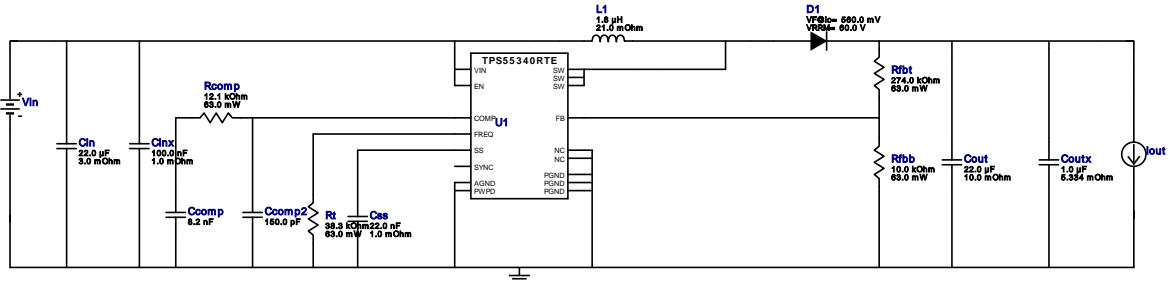 L1
1.8 µH
21.0 mOhm
D1
VF@Io= 560.0 mV
VRRM= 60.0 V
TPS55340RTE
VIN
EN
COMP
FREQ
SS
SYNC
AGND
PWPD
SW
SW
SW
FB
NC
NC
PGND
PGND
PGND
U1
+
Vin
-
Cin
22.0 µF
3.0 mOhm
Cinx
100.0 nF
1.0 mOhm
Rcomp
12.1 kOhm
63.0 mW
Ccomp
8.2 nF
Ccomp2
150.0 pF
Rt
38.3 kOhm
63.0 mW
Css
22.0 nF
1.0 mOhm
Rfbt
274.0 kOhm
63.0 mW
Rfbb
10.0 kOhm
63.0 mW
Cout
22.0 µF
10.0 mOhm
Coutx
1.0 µF
5.334 mOhm
Iout